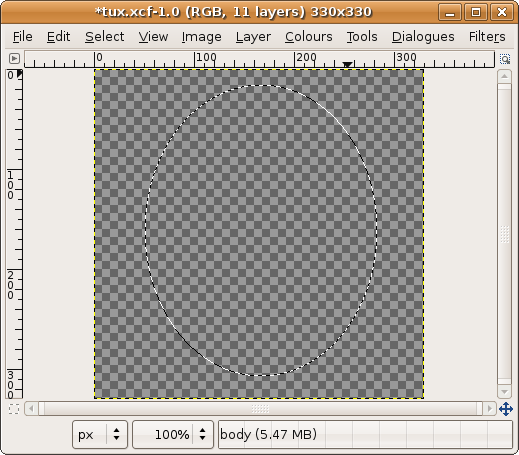 *tux.xcf-1.0 (RGB, 11 layers) 330x330
File Edit Select View Image Layer Colours Tools Dialogues Filters
0 100 200 300
0
100
200
300
px 100% body (5.47 MB)